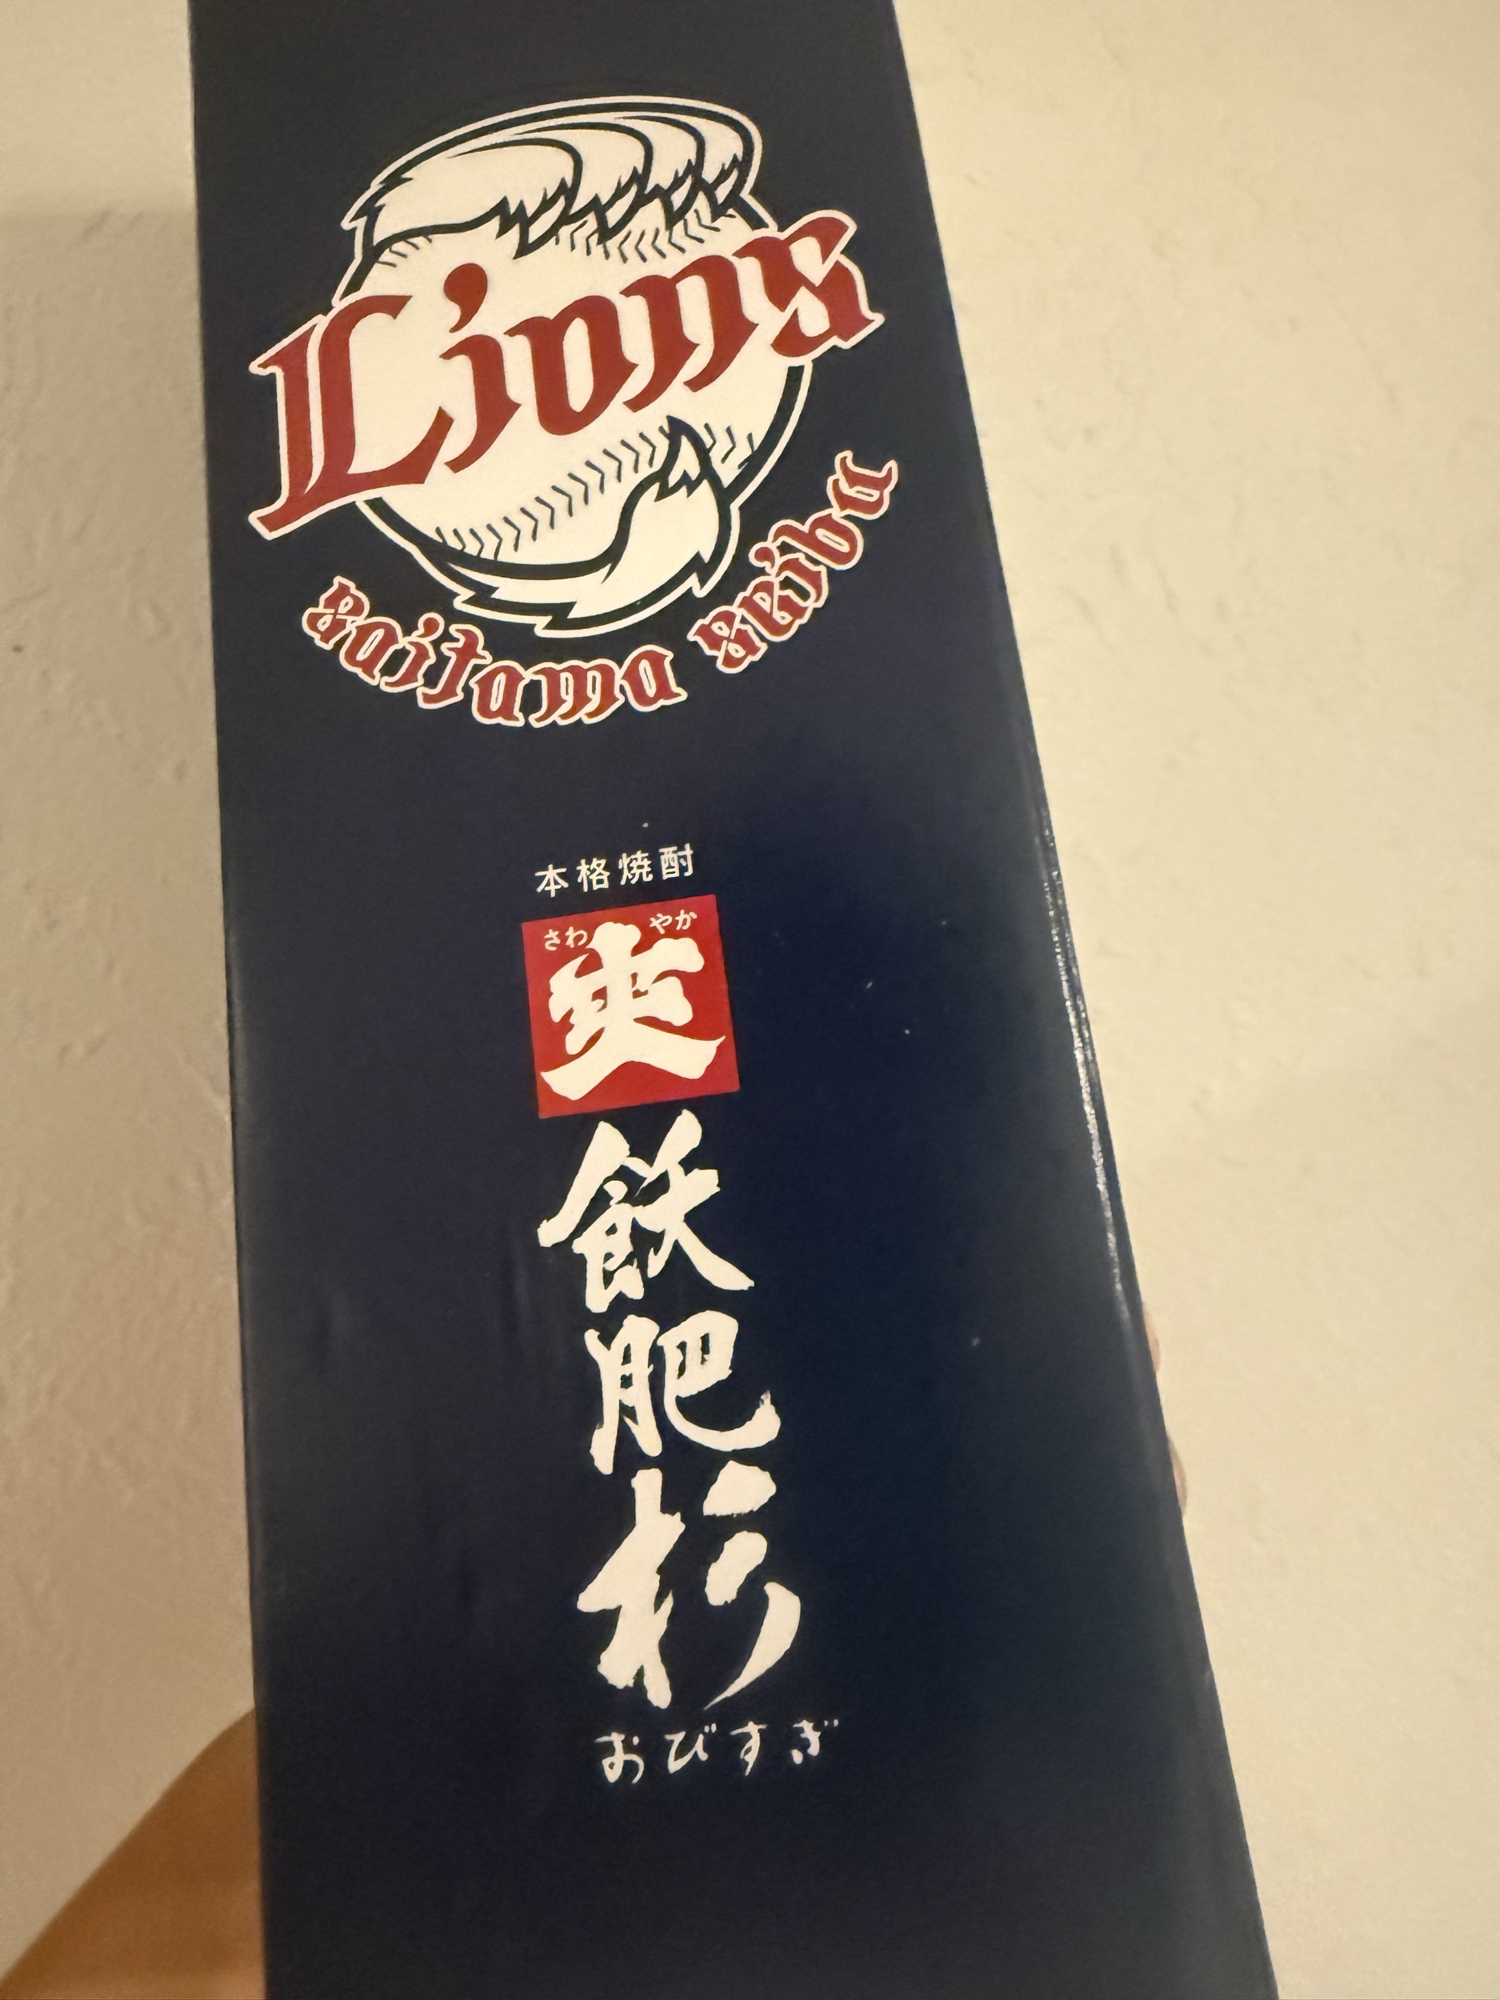 Lions
Saitama Seibu
本格焼酎
さわやか
爽
飫肥杉
おびすぎ